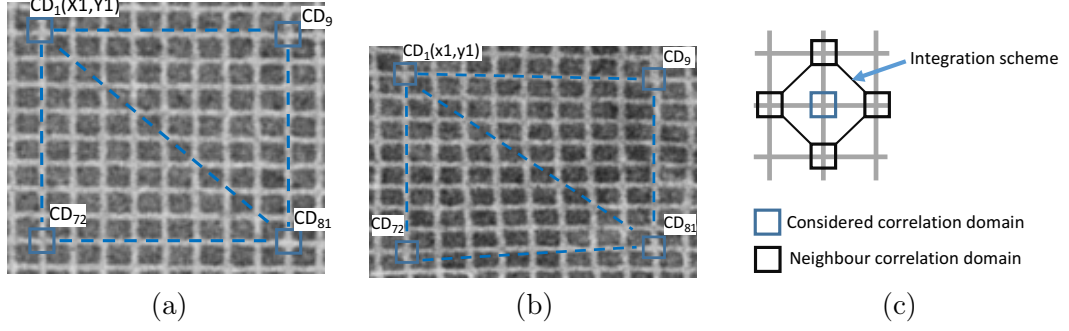 CD1(X1,Y1)
CD9
CD72
CD81
CD1(x1,y1)
CD9
CD72
CD81
Integration scheme
Considered correlation domain
Neighbour correlation domain
(a)
(b)
(c)